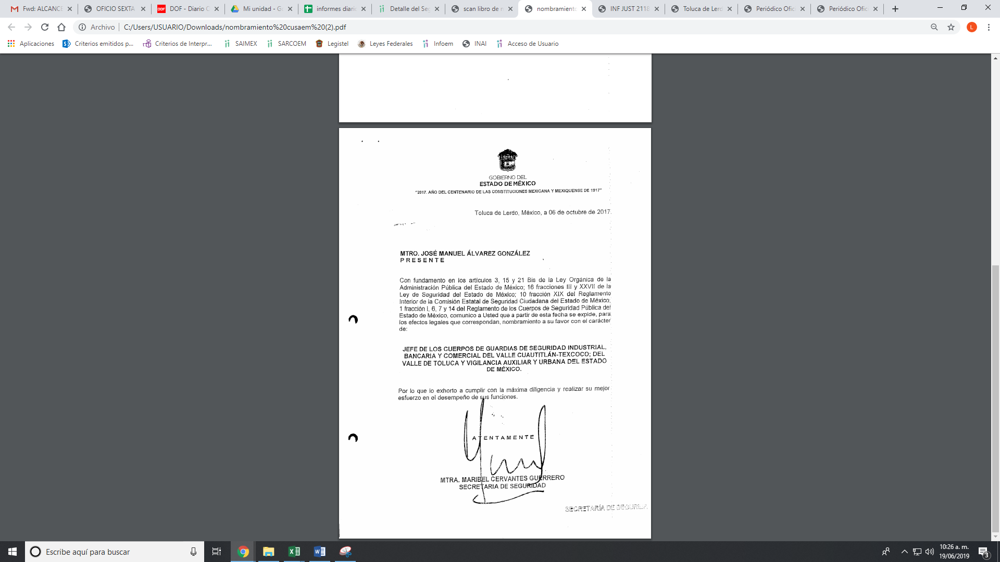 Fwd: ALCANCE
OFICIO SEXTA
DOF - Diario O
Mi unidad - Go
informes diari
Detalle del Seg
scan libro de n
nombramiento
INF JUST 2118
Toluca de Lerd
Periódico Ofici
Periódico Ofici
Archivo
C:/Users/USUARIO/Downloads/nombramiento%20cusaem%20(2).pdf
L
Aplicaciones
Criterios emitidos p...
Criterios de Interpr...
SAIMEX
SARCOEM
Legistel
Leyes Federales
Infoem
INAI
Acceso de Usuario
GOBIERNO DEL
ESTADO DE MÉXICO
"2017. AÑO DEL CENTENARIO DE LAS CONSTITUCIONES MEXICANA Y MEXIQUENSE DE 1917"
Toluca de Lerdo, México, a 06 de octubre de 2017.
MTRO. JOSÉ MANUEL ÁLVAREZ GONZÁLEZ
P R E S E N T E
Con fundamento en los artículos 3, 15 y 21 Bis de la Ley Orgánica de la
Administración Pública del Estado de México; 16 fracciones III y XXVII de la
Ley de Seguridad del Estado de México; 10 fracción XIX del Reglamento
Interior de la Comisión Estatal de Seguridad Ciudadana del Estado de México;
1 fracción I, 6, 7 y 14 del Reglamento de los Cuerpos de Seguridad Pública del
Estado de México, comunico a Usted que a partir de esta fecha se expide, para
los efectos legales que correspondan, nombramiento a su favor con el carácter
de:
JEFE DE LOS CUERPOS DE GUARDIAS DE SEGURIDAD INDUSTRIAL,
BANCARIA Y COMERCIAL DEL VALLE CUAUTITLÁN-TEXCOCO; DEL
VALLE DE TOLUCA Y VIGILANCIA AUXILIAR Y URBANA DEL ESTADO
DE MÉXICO.
Por lo que lo exhorto a cumplir con la máxima diligencia y realizar su mejor
esfuerzo en el desempeño de sus funciones.
A T E N T A M E N T E
MTRA. MARIBEL CERVANTES GUERRERO
SECRETARIA DE SEGURIDAD
SECRETARÍA DE SEGURIDA
Escribe aquí para buscar
10:26 a. m.
19/06/2019
3